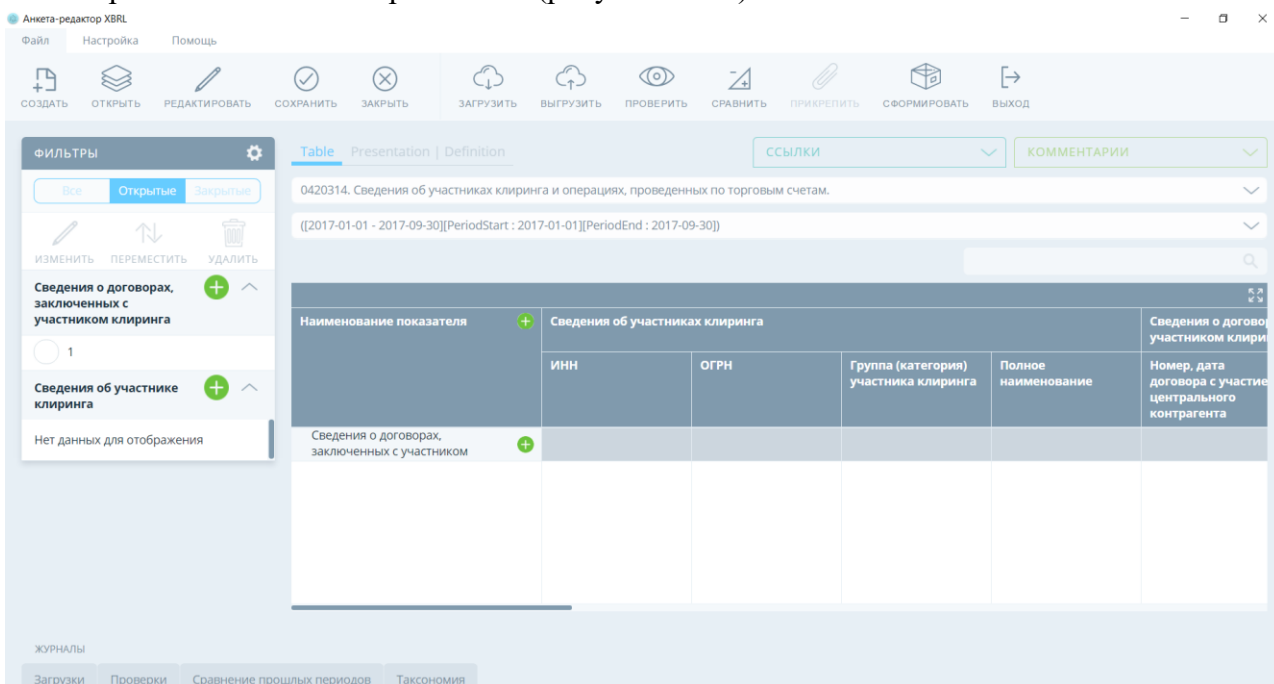 Анкета-редактор XBRL
Файл Настройка Помощь
СОЗДАТЬ ОТКРЫТЬ РЕДАКТИРОВАТЬ СОХРАНИТЬ ЗАКРЫТЬ ЗАГРУЗИТЬ ВЫГРУЗИТЬ ПРОВЕРИТЬ СРАВНИТЬ ПРИКРЕПИТЬ СФОРМИРОВАТЬ ВЫХОД
ФИЛЬТРЫ
Table Presentation | Definition
ССЫЛКИ
КОММЕНТАРИИ
Все Открытые Закрытые
0420314. Сведения об участниках клиринга и операциях, проведенных по торговым счетам.
([2017-01-01 - 2017-09-30][PeriodStart : 2017-01-01][PeriodEnd : 2017-09-30])
ИЗМЕНИТЬ ПЕРЕМЕСТИТЬ УДАЛИТЬ
Сведения о договорах,
заключенных с
участником клиринга
1
Сведения об участнике
клиринга
Нет данных для отображения
Наименование показателя
Сведения об участниках клиринга
Сведения о догово
участником клири
ИНН
ОГРН
Группа (категория)
участника клиринга
Полное
наименование
Номер, дата
договора с участие
центрального
контрагента
Сведения о договорах,
заключенных с участником
ЖУРНАЛЫ
Загрузки Проверки Сравнение прошлых периодов Таксономия